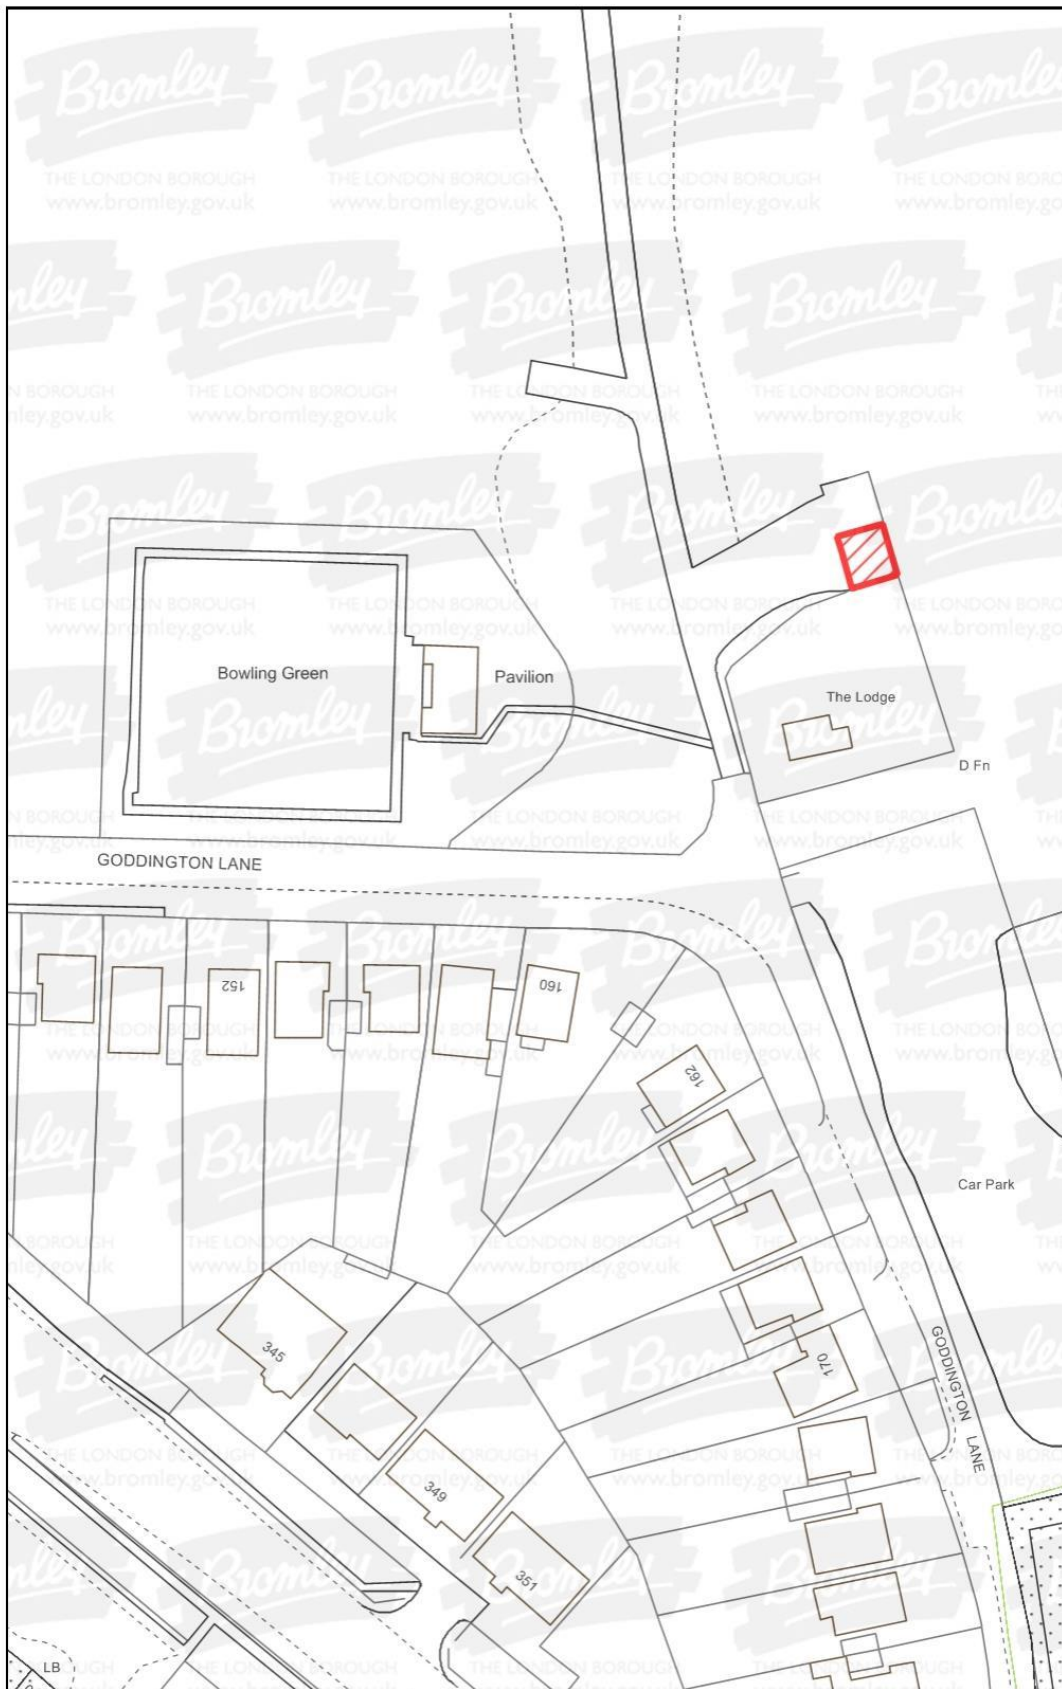 Bowling Green
Pavilion
The Lodge
D Fn
GODDINGTON LANE
152
160
162
Car Park
170
GODDINGTON LANE
345
349
351
LB
Bromley
THE LONDON BOROUGH
www.bromley.gov.uk